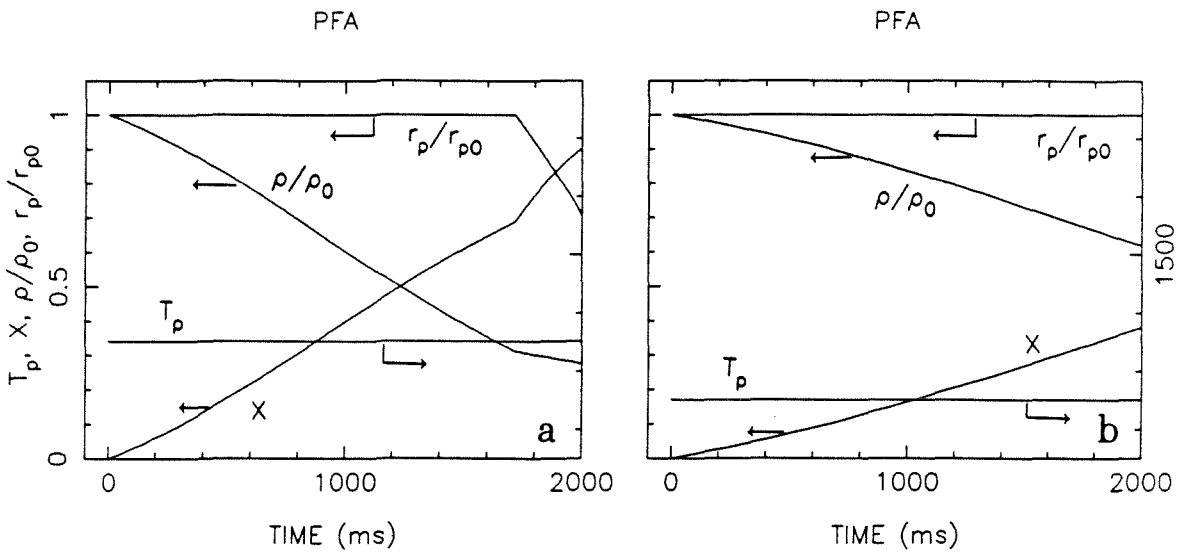 PFA
PFA
1
r_p/r_p0
ρ/ρ_0
0.5
T_p
X
a
0
0
1000
2000
TIME (ms)
T_p, X, ρ/ρ_0, r_p/r_p0
r_p/r_p0
ρ/ρ_0
1500
X
T_p
b
0
1000
2000
TIME (ms)